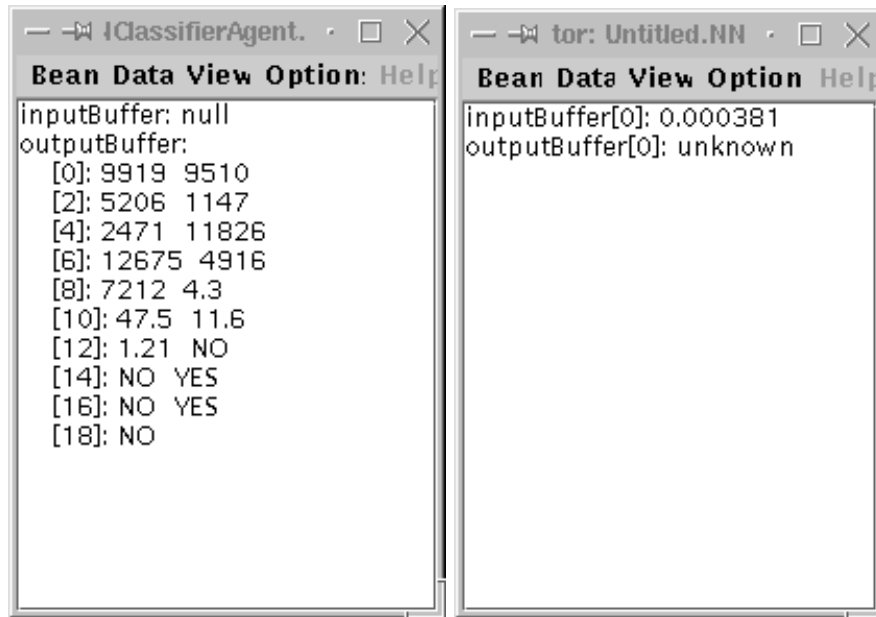 ClassifierAgent.
Bean Data View Option: Help
inputBuffer: null
outputBuffer:
[0]: 9919 9510
[2]: 5206 1147
[4]: 2471 11826
[6]: 12675 4916
[8]: 7212 4.3
[10]: 47.5 11.6
[12]: 1.21 NO
[14]: NO YES
[16]: NO YES
[18]: NO
tor: Untitled.NN
Bean Data View Option Help
inputBuffer[0]: 0.000381
outputBuffer[0]: unknown